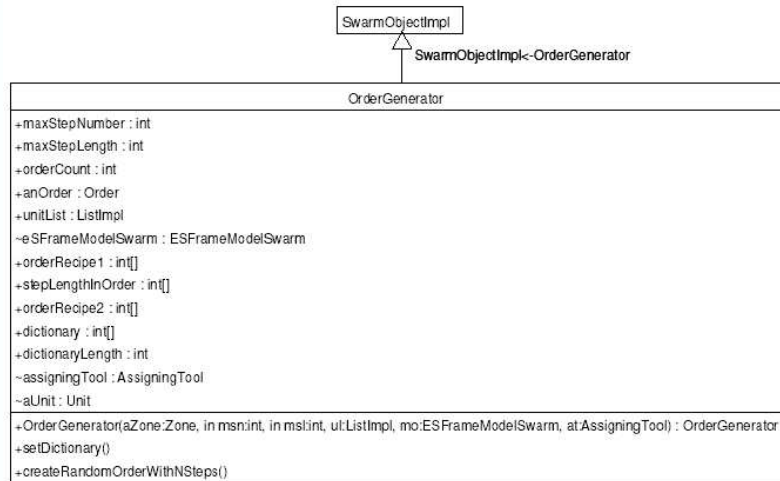 SwarmObjectImpl
SwarmObjectImpl<-OrderGenerator
OrderGenerator
+maxStepNumber : int
+maxStepLength : int
+orderCount : int
+anOrder : Order
+unitList : ListImpl
~eSFrameModelSwarm : ESFrameModelSwarm
+orderRecipe1 : int[]
+stepLengthInOrder : int[]
+orderRecipe2 : int[]
+dictionary : int[]
+dictionaryLength : int
~assigningTool : AssigningTool
~aUnit : Unit
+OrderGenerator(aZone:Zone, in msn:int, in msl:int, ul:ListImpl, mo:ESFrameModelSwarm, at:AssigningTool) : OrderGenerator
+setDictionary()
+createRandomOrderWithNSteps()